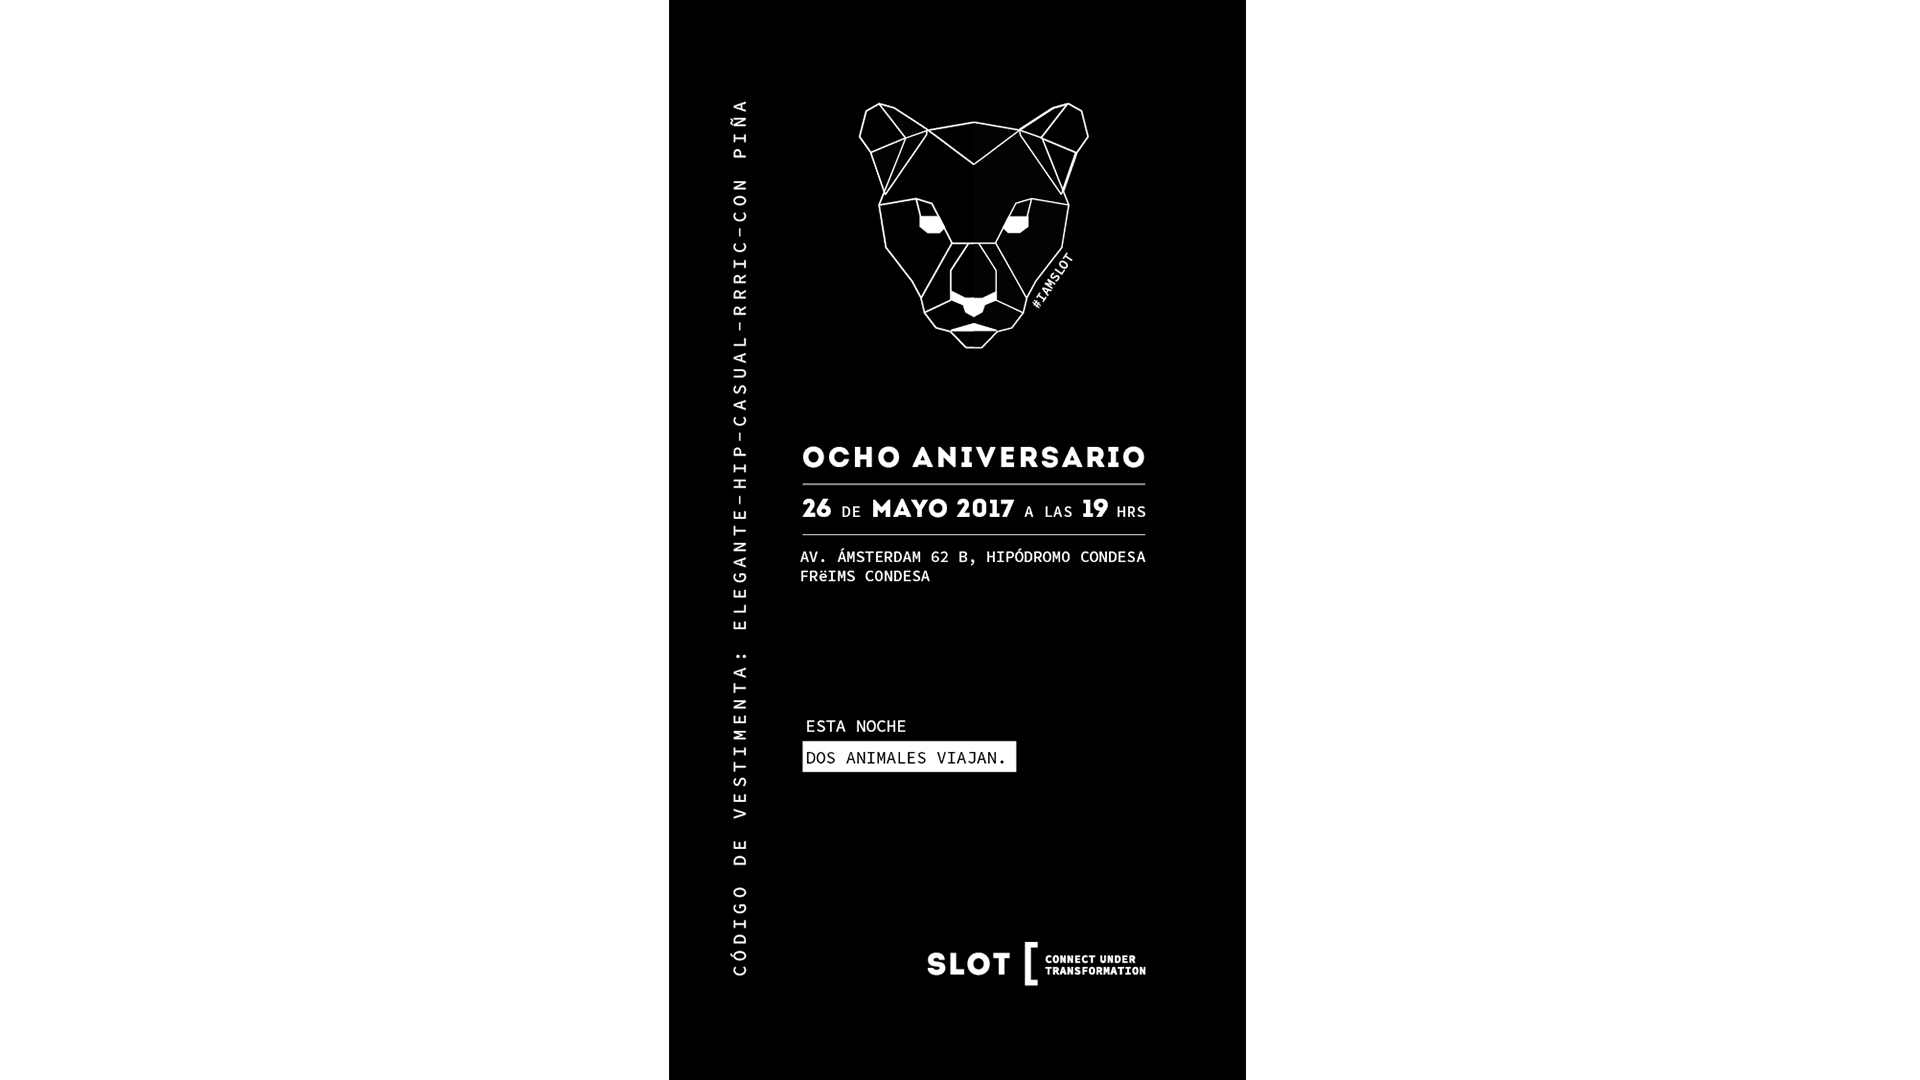 CÓDIGO DE VESTIMENTA: ELEGANTE-HIP-CASUAL-RRRIC-CON PIÑA
#IAMSLOT
OCHO ANIVERSARIO
26 DE MAYO 2017 A LAS 19 HRS
AV. ÁMSTERDAM 62 B, HIPÓDROMO CONDESA
FRëIMS CONDESA
ESTA NOCHE
DOS ANIMALES VIAJAN.
SLOT [ CONNECT UNDER
TRANSFORMATION